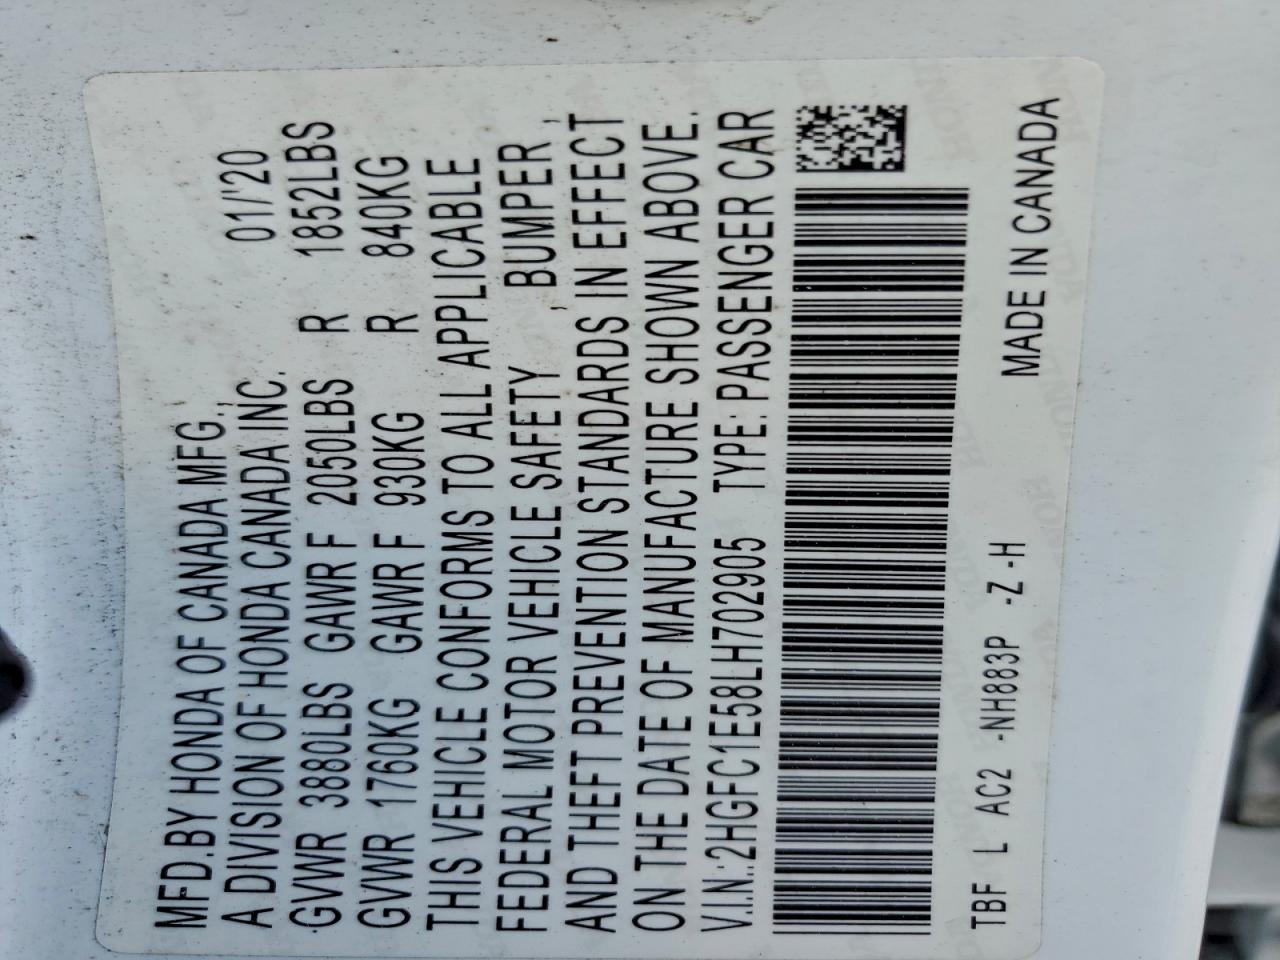 MFD.BY HONDA OF CANADA MFG.,
A DIVISION OF HONDA CANADA INC. 01/'20
GVWR 3880LBS GAWR F 2050LBS R 1852LBS
GVWR 1760KG GAWR F 930KG R 840KG
THIS VEHICLE CONFORMS TO ALL APPLICABLE
FEDERAL MOTOR VEHICLE SAFETY , BUMPER ,
AND THEFT PREVENTION STANDARDS IN EFFECT
ON THE DATE OF MANUFACTURE SHOWN ABOVE.
V.I.N.:2HGFC1E58LH702905 TYPE: PASSENGER CAR
TBF L AC2 -NH883P -Z -H MADE IN CANADA